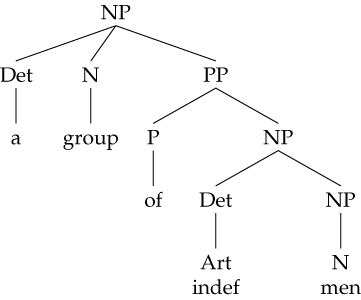 NP
Det N PP
a group P NP
of Det NP
Art N
indef men